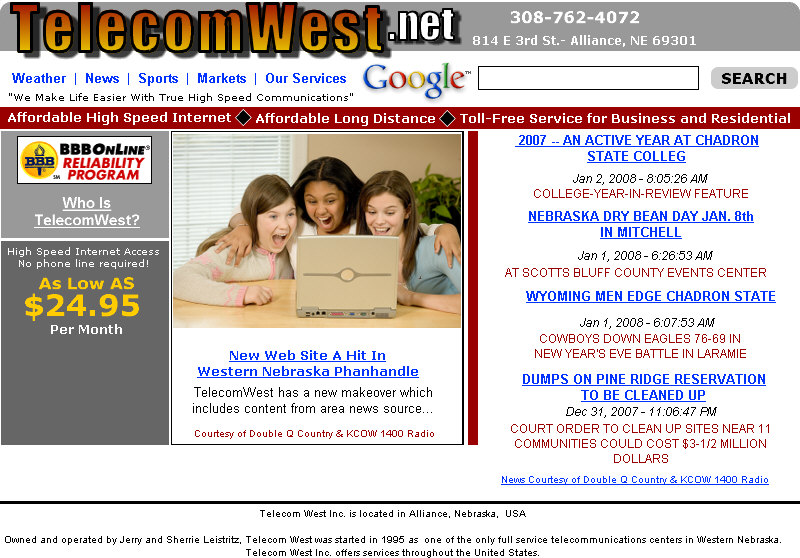 TelecomWest.net
308-762-4072
814 E 3rd St.- Alliance, NE 69301
Weather | News | Sports | Markets | Our Services
Google™
SEARCH
"We Make Life Easier With True High Speed Communications"
Affordable High Speed Internet ◆ Affordable Long Distance ◆ Toll-Free Service for Business and Residential
BBB
BBBONLINE®
RELIABILITY
PROGRAM
SM
Who Is
TelecomWest?
High Speed Internet Access
No phone line required!
As Low AS
$24.95
Per Month
New Web Site A Hit In
Western Nebraska Phanhandle
TelecomWest has a new makeover which
includes content from area news source...
Courtesy of Double Q Country & KCOW 1400 Radio
2007 -- AN ACTIVE YEAR AT CHADRON
STATE COLLEG
Jan 2, 2008 - 8:05:26 AM
COLLEGE-YEAR-IN-REVIEW FEATURE
NEBRASKA DRY BEAN DAY JAN. 8th
IN MITCHELL
Jan 1, 2008 - 6:26:53 AM
AT SCOTTS BLUFF COUNTY EVENTS CENTER
WYOMING MEN EDGE CHADRON STATE
Jan 1, 2008 - 6:07:53 AM
COWBOYS DOWN EAGLES 76-69 IN
NEW YEAR'S EVE BATTLE IN LARAMIE
DUMPS ON PINE RIDGE RESERVATION
TO BE CLEANED UP
Dec 31, 2007 - 11:06:47 PM
COURT ORDER TO CLEAN UP SITES NEAR 11
COMMUNITIES COULD COST $3-1/2 MILLION
DOLLARS
News Courtesy of Double Q Country & KCOW 1400 Radio
Telecom West Inc. is located in Alliance, Nebraska, USA
Owned and operated by Jerry and Sherrie Leistritz, Telecom West was started in 1995 as one of the only full service telecommunications centers in Western Nebraska.
Telecom West Inc. offers services throughout the United States.